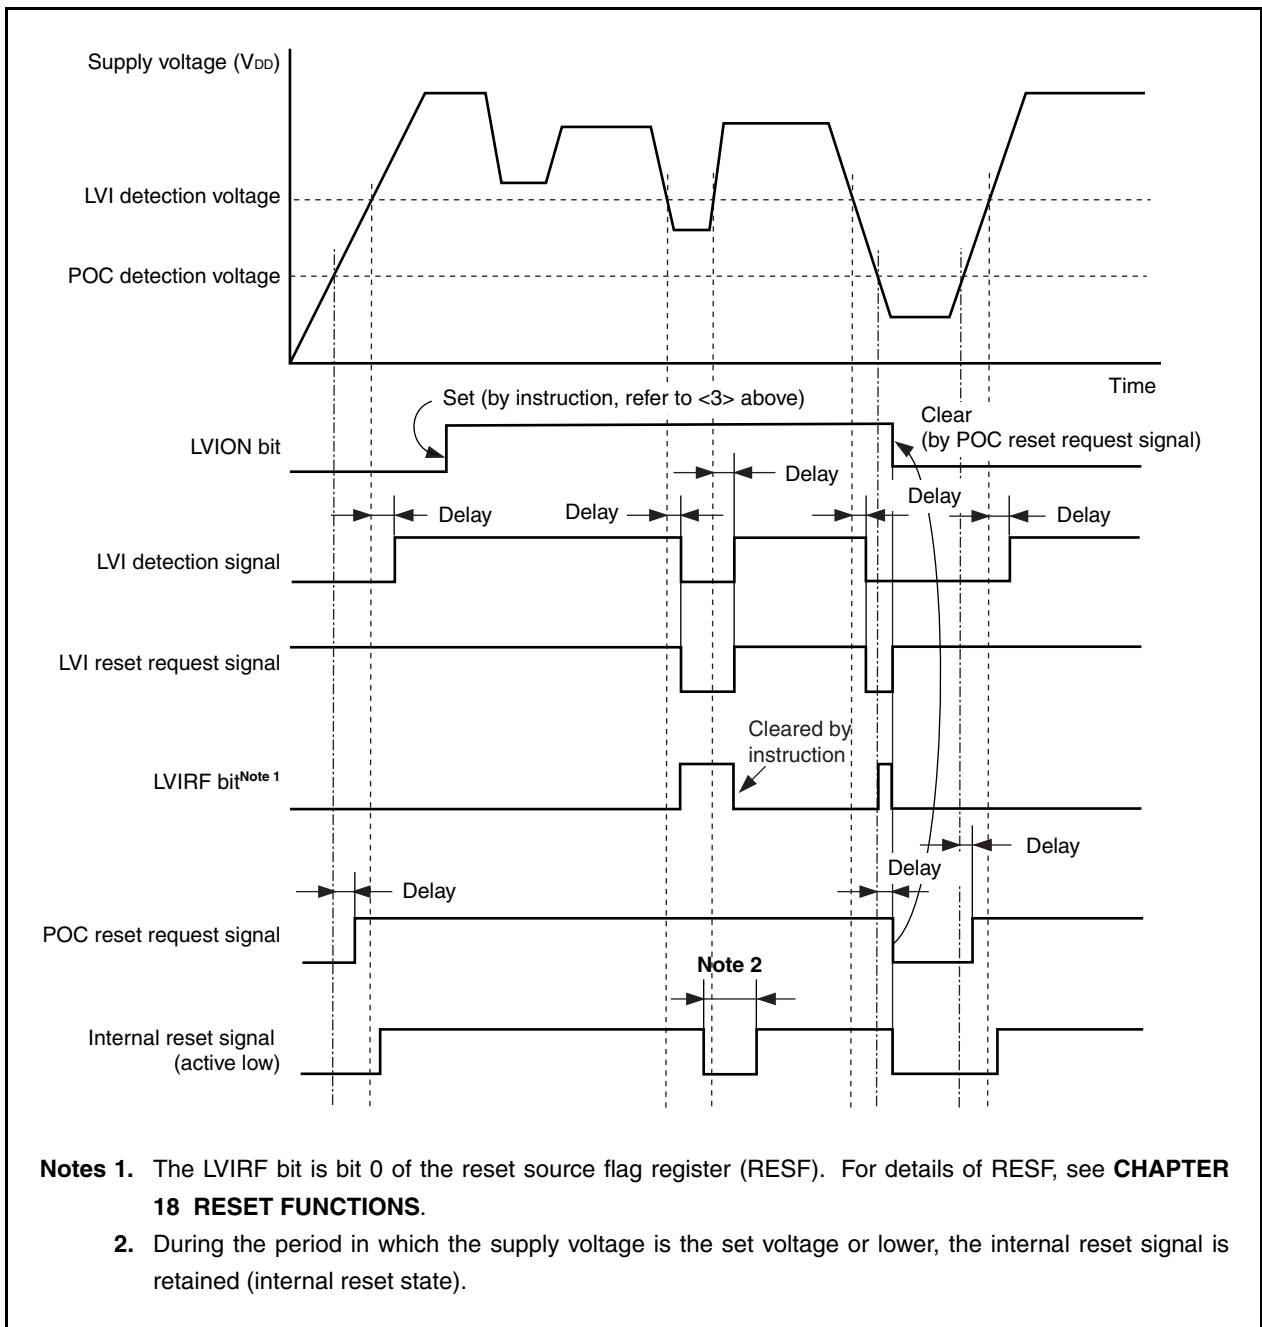 Supply voltage (VDD)
LVI detection voltage
POC detection voltage
Time
Set (by instruction, refer to <3> above)
Clear
(by POC reset request signal)
LVION bit
Delay
Delay
Delay
Delay
Delay
LVI detection signal
LVI reset request signal
Cleared by
instruction
LVIRF bitNote 1
Delay
Delay
Delay
POC reset request signal
Note 2
Internal reset signal
(active low)
Notes 1. The LVIRF bit is bit 0 of the reset source flag register (RESF). For details of RESF, see CHAPTER
18 RESET FUNCTIONS.
2. During the period in which the supply voltage is the set voltage or lower, the internal reset signal is
retained (internal reset state).